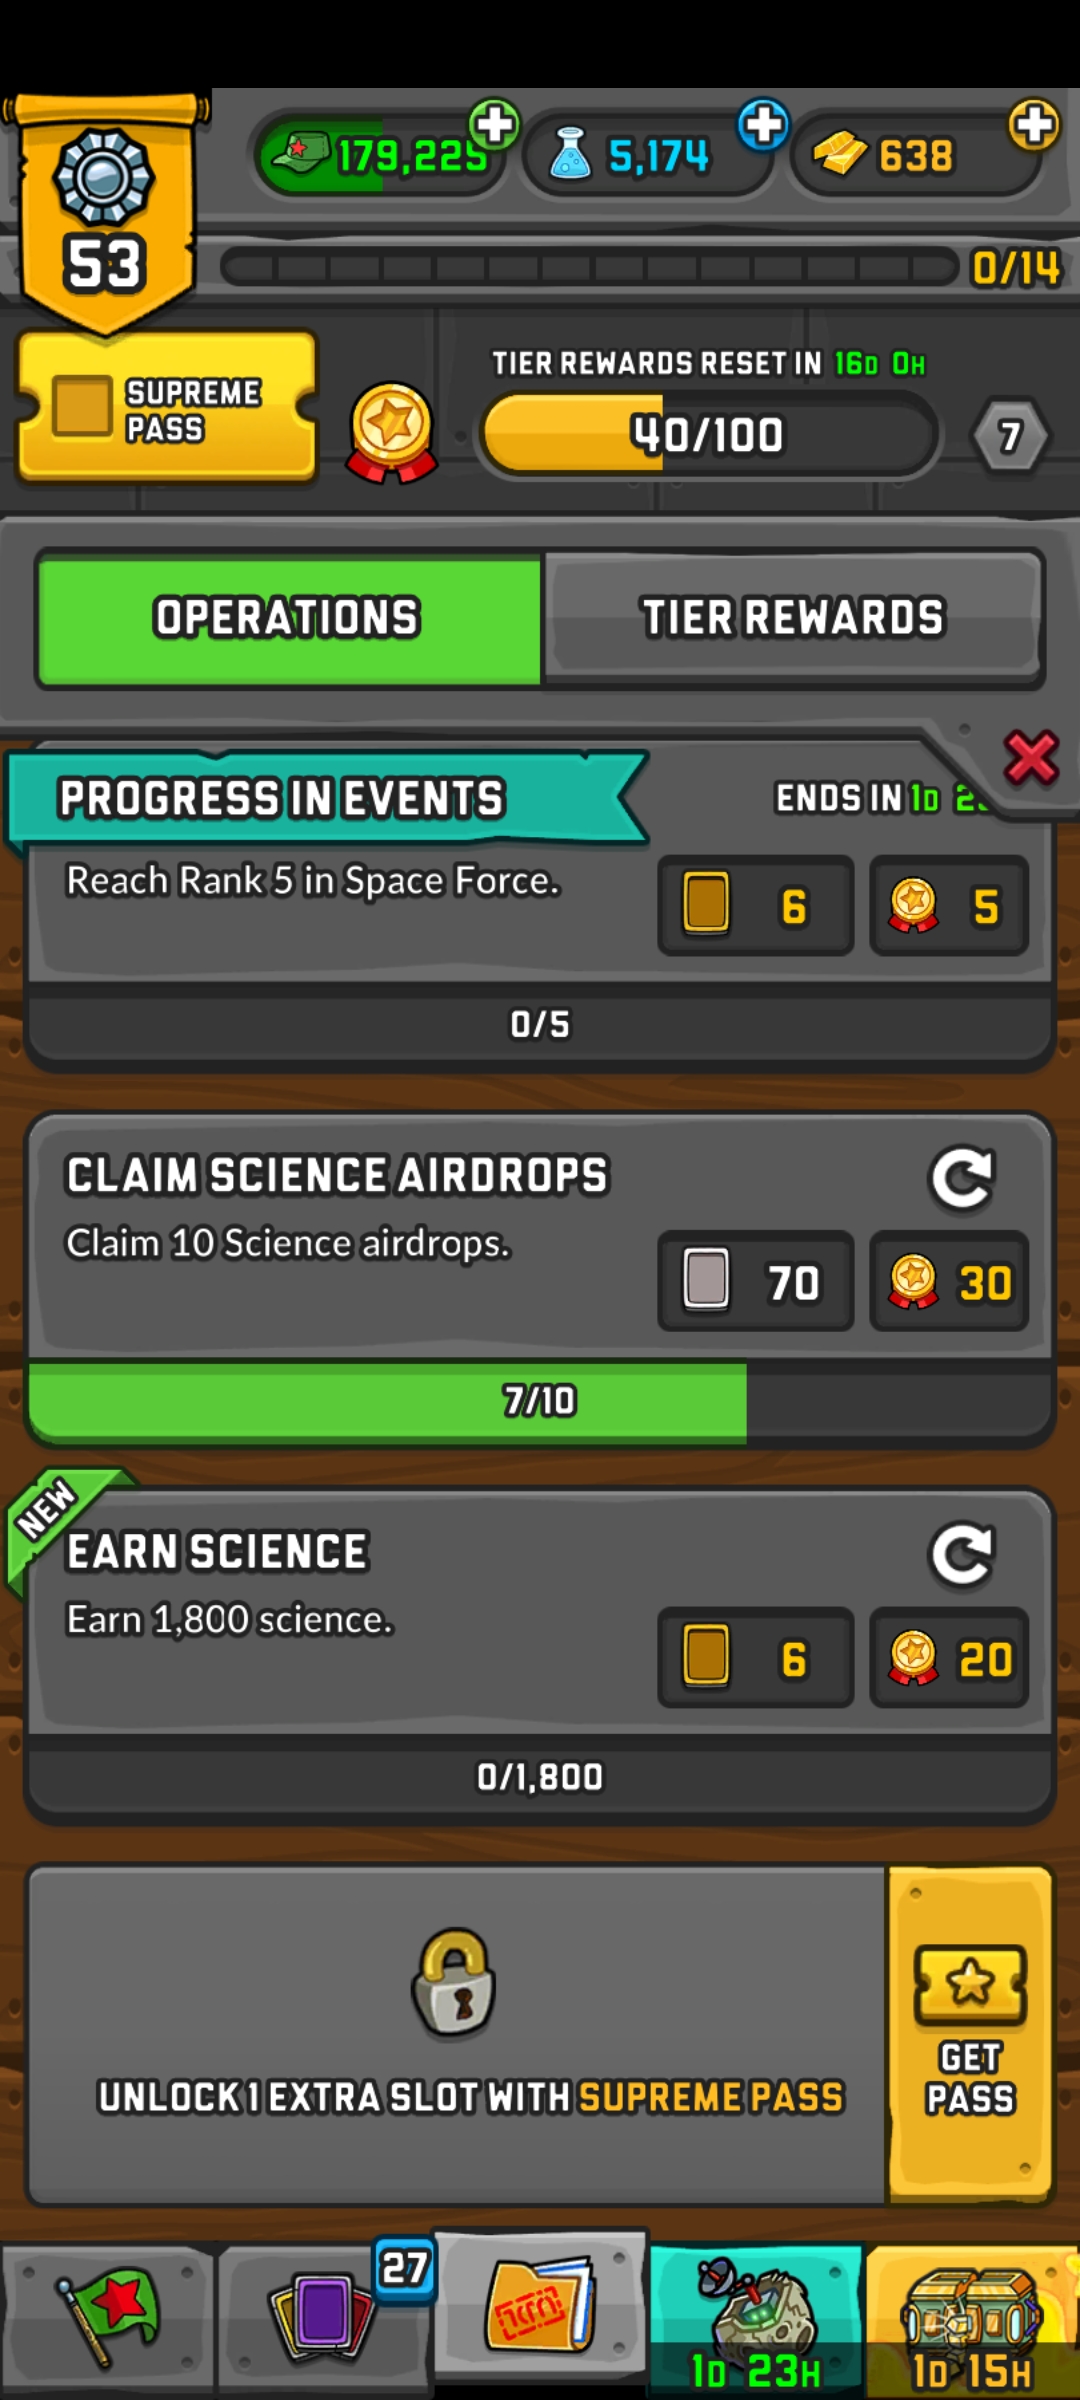 179,225
5,174
638
53
0/14
SUPREME
PASS
TIER REWARDS RESET IN 16D 0H
40/100
7
OPERATIONS
TIER REWARDS
PROGRESS IN EVENTS
ENDS IN 1D
Reach Rank 5 in Space Force.
6
5
0/5
CLAIM SCIENCE AIRDROPS
Claim 10 Science airdrops.
70
30
7/10
NEW
EARN SCIENCE
Earn 1,800 science.
6
20
0/1,800
UNLOCK 1 EXTRA SLOT WITH SUPREME PASS
GET
PASS
27
1D 23H
1D 15H